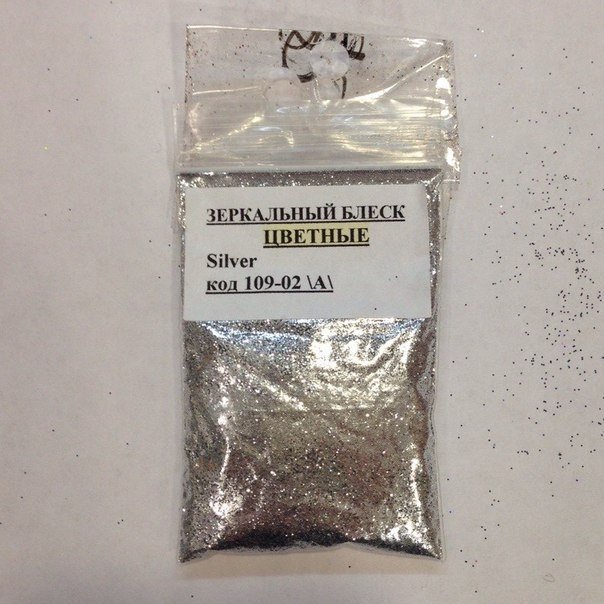 ЗЕРКАЛЬНЫЙ БЛЕСК
ЦВЕТНЫЕ
Silver
код 109-02 \А\